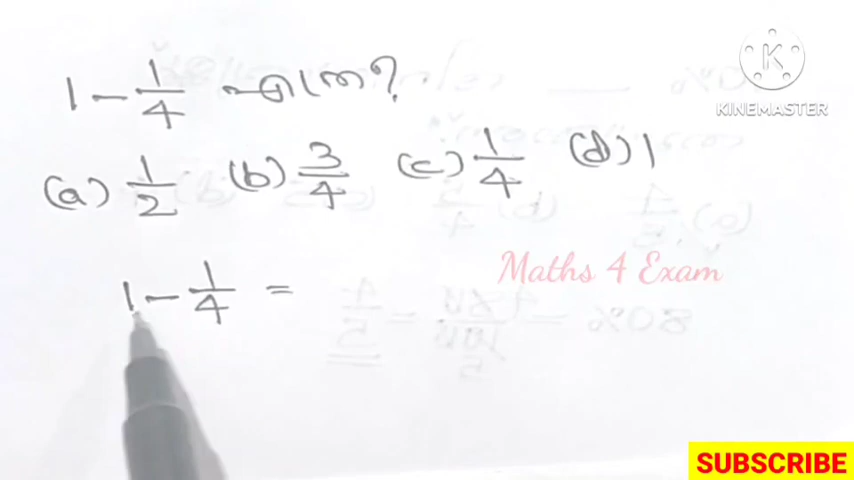 1 - 1/4 എത്ര?
(a) 1/2 (b) 3/4 (c) 1/4 (d) 1
1 - 1/4 =
KINEMASTER
Maths 4 Exam
SUBSCRIBE